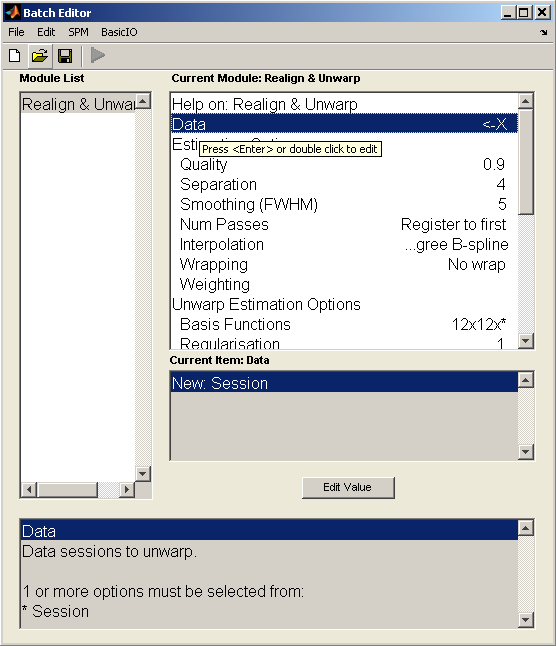 Batch Editor
File Edit SPM BasicIO
Module List
Current Module: Realign & Unwarp
Realign & Unwar
Help on: Realign & Unwarp
Data <-X
Press <Enter> or double click to edit
Quality 0.9
Separation 4
Smoothing (FWHM) 5
Num Passes Register to first
Interpolation ...gree B-spline
Wrapping No wrap
Weighting
Unwarp Estimation Options
Basis Functions 12x12x*
Regularisation 1
Current Item: Data
New: Session
Edit Value
Data
Data sessions to unwarp.
1 or more options must be selected from:
* Session